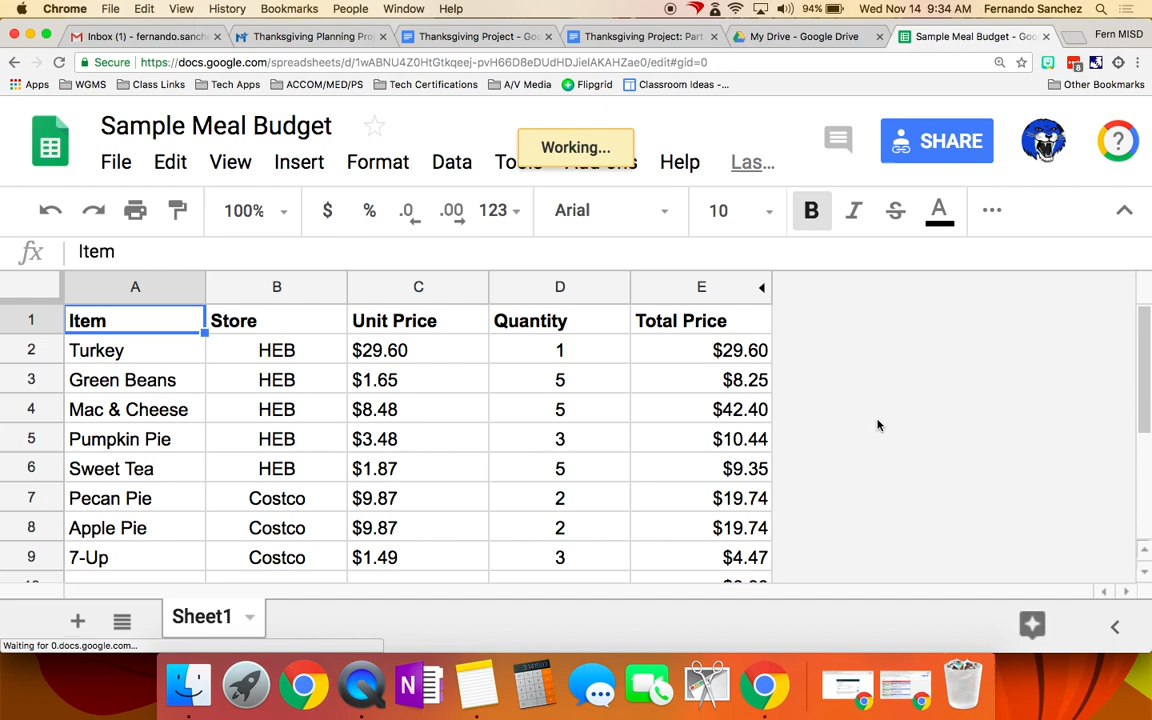 Chrome File Edit View History Bookmarks People Window Help 94% Wed Nov 14 9:34 AM Fernando Sanchez
Inbox (1) - fernando.sanche Thanksgiving Planning Pro Thanksgiving Project - Goo Thanksgiving Project: Part My Drive - Google Drive Sample Meal Budget - Goo Fern MISD
Secure https://docs.google.com/spreadsheets/d/1wABNU4Z0HtGtkqeej-pvH66D8eDUdHDJielAKAHZae0/edit#gid=0
Apps WGMS Class Links Tech Apps ACCOM/MED/PS Tech Certifications A/V Media Flipgrid Classroom Ideas -... Other Bookmarks
Sample Meal Budget
Working...
SHARE
File Edit View Insert Format Data Help Las...
100% $ % .0 .00 123 Arial 10 B I S A
fx Item
A B C D E
1 Item Store Unit Price Quantity Total Price
2 Turkey HEB $29.60 1 $29.60
3 Green Beans HEB $1.65 5 $8.25
4 Mac & Cheese HEB $8.48 5 $42.40
5 Pumpkin Pie HEB $3.48 3 $10.44
6 Sweet Tea HEB $1.87 5 $9.35
7 Pecan Pie Costco $9.87 2 $19.74
8 Apple Pie Costco $9.87 2 $19.74
9 7-Up Costco $1.49 3 $4.47
Sheet1
Waiting for 0.docs.google.com...